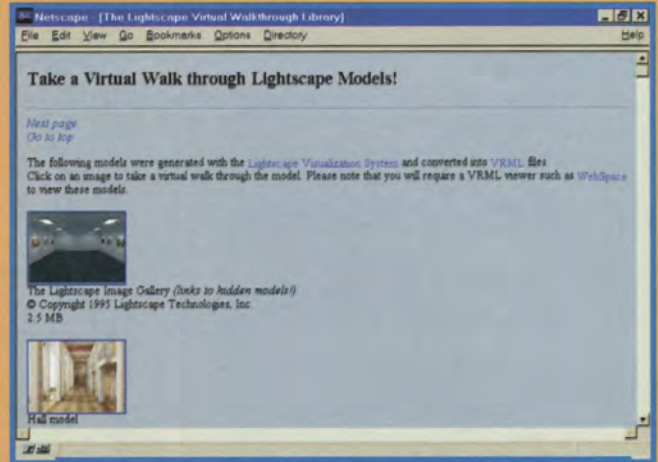 Netscape - [The Lightscape Virtual Walkthrough Library]
File Edit View Go Bookmarks Options Directory Help
Take a Virtual Walk through Lightscape Models!
Next page
Go to top
The following models were generated with the Lightscape Visualization System and converted into VRML files
Click on an image to take a virtual walk through the model. Please note that you will require a VRML viewer such as WebSpace
to view these models.
The Lightscape Image Gallery (links to hidden models!)
© Copyright 1995 Lightscape Technologies, Inc
2.5 MB
Hall model